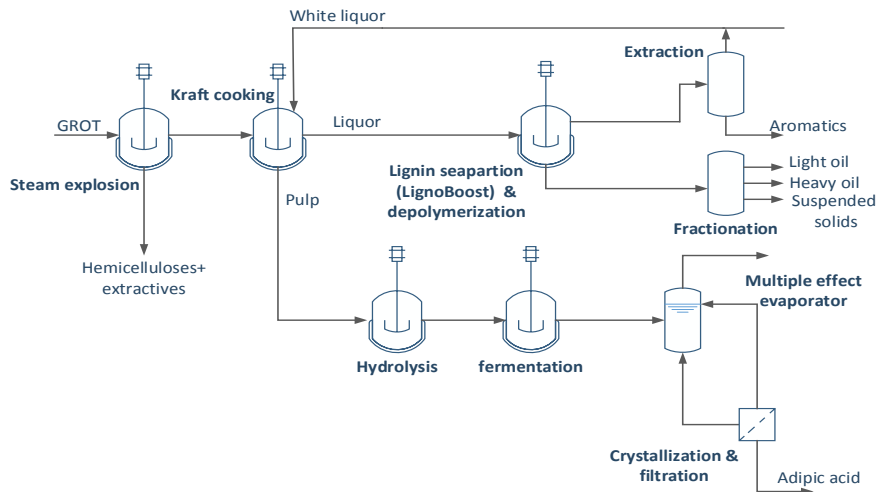 White liquor
Extraction
Kraft cooking
GROT
Liquor
Aromatics
Steam explosion
Lignin seapartion
(LignoBoost) &
depolymerization
Light oil
Heavy oil
Suspended
solids
Pulp
Fractionation
Hemicelluloses+
extractives
Multiple effect
evaporator
Hydrolysis
fermentation
Crystallization &
filtration
Adipic acid